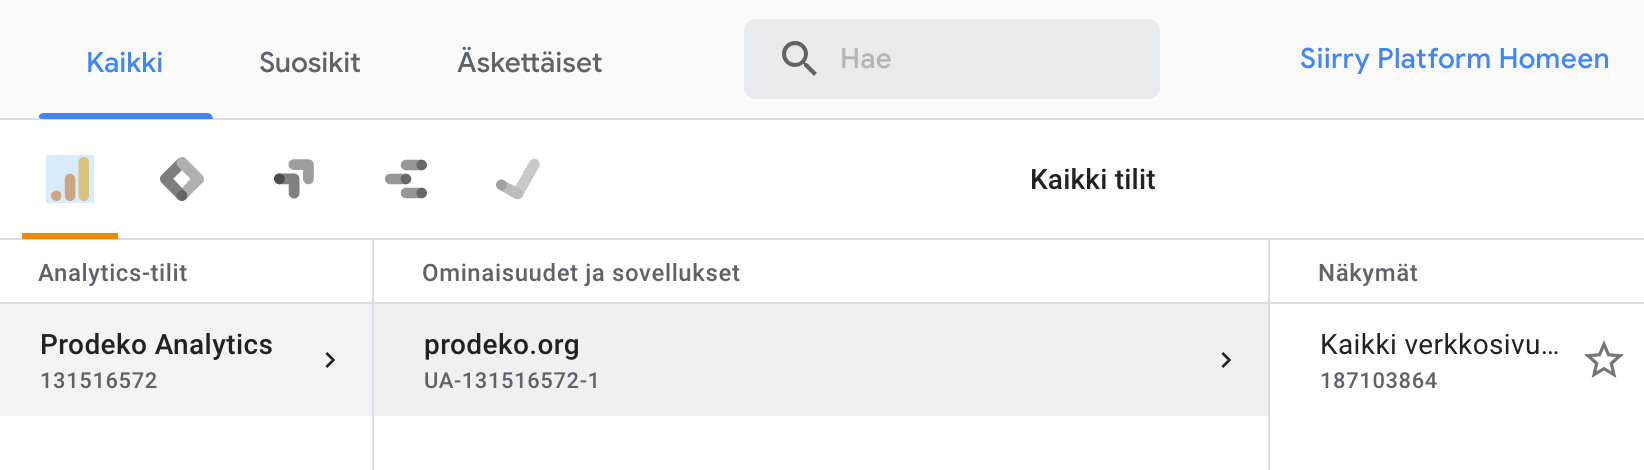 Kaikki
Suosikit
Äskettäiset
Hae
Siirry Platform Homeen
Kaikki tilit
Analytics-tilit
Ominaisuudet ja sovellukset
Näkymät
Prodeko Analytics
131516572
prodeko.org
UA-131516572-1
Kaikki verkkosivu...
187103864